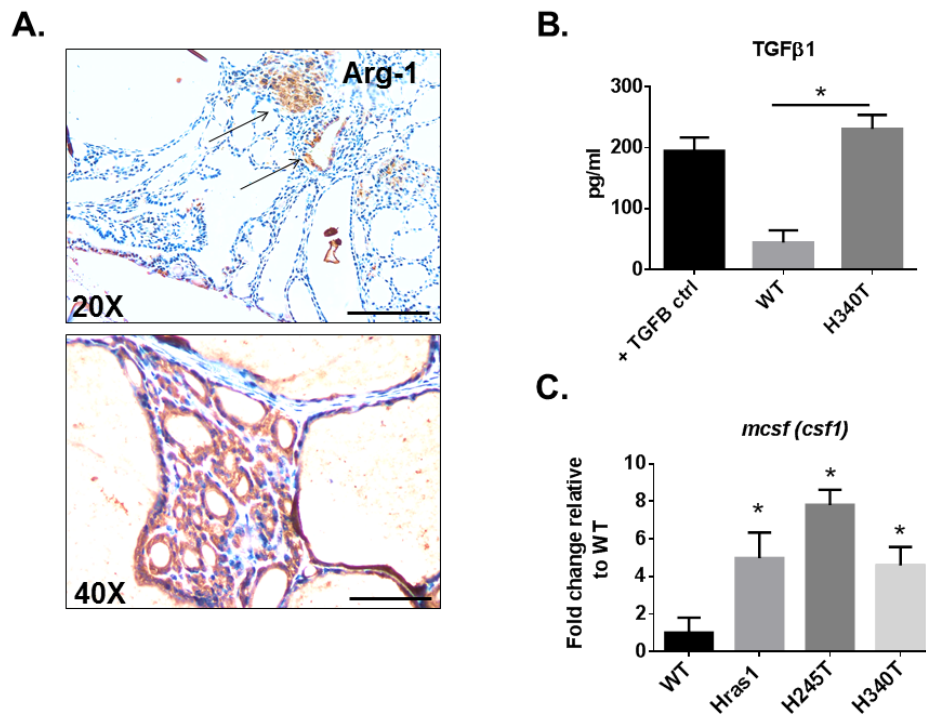 A.
Arg-1
20X
40X
B.
TGFβ1
pg/ml
300
200
100
0
*
+ TGFB ctrl
WT
H340T
C.
mcsf (csf1)
Fold change relative
to WT
10
8
6
4
2
0
*
*
*
WT
Hras1
H245T
H340T